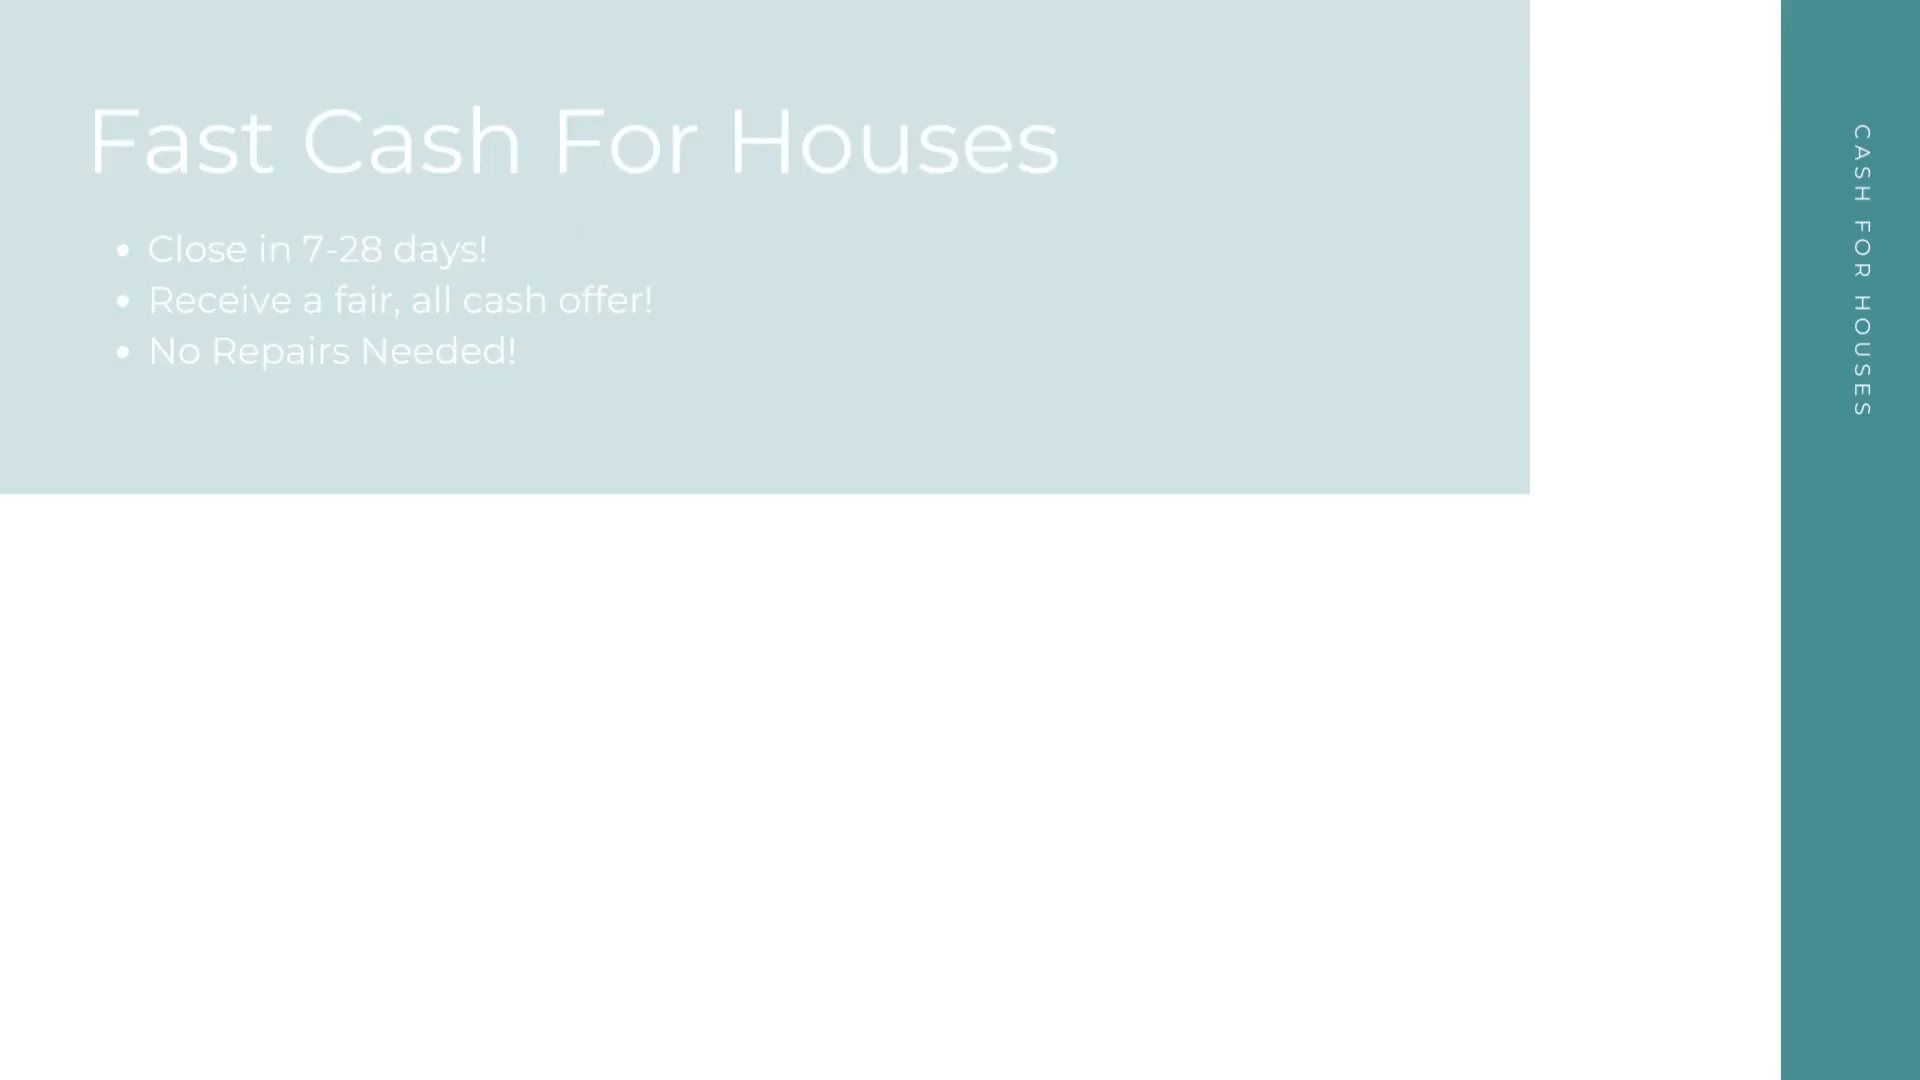 Fast Cash For Houses
• Close in 7-28 days!
• Receive a fair, all cash offer!
• No Repairs Needed!
CASH FOR HOUSES